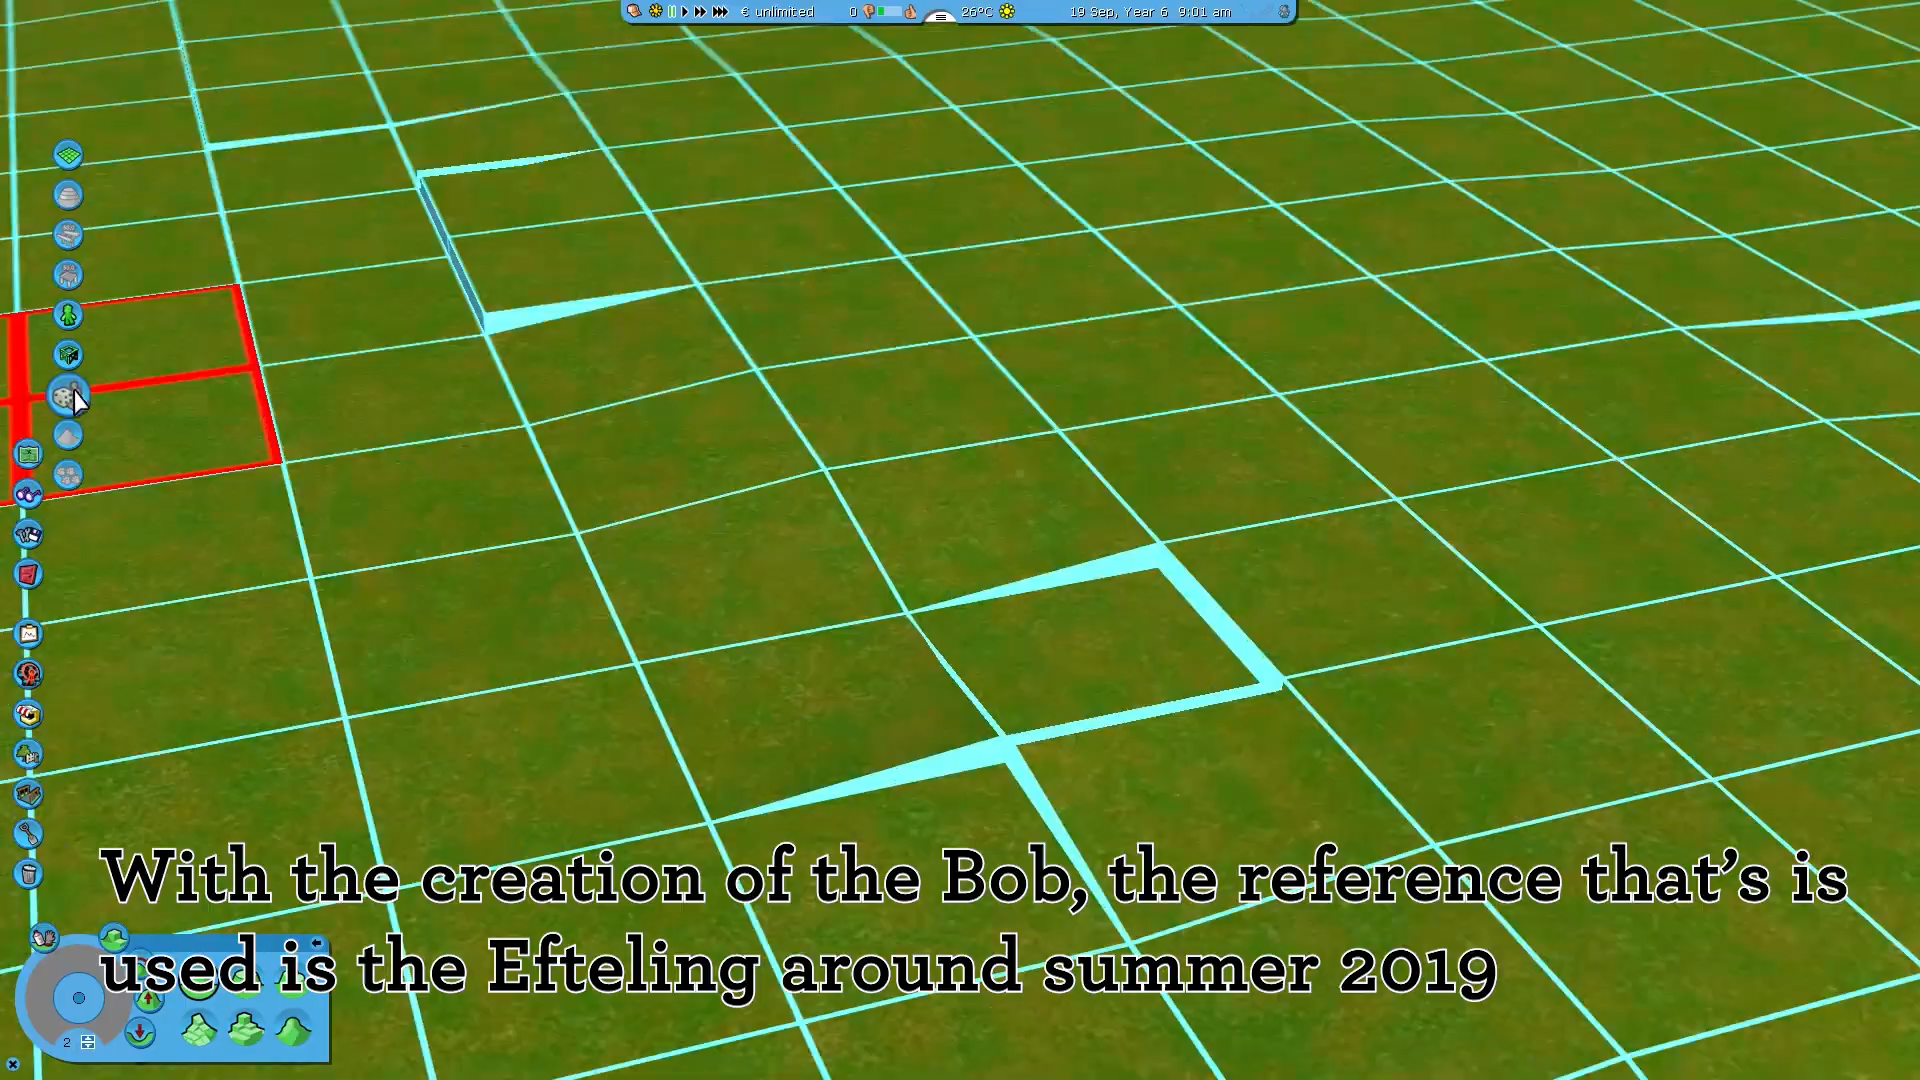 € unlimited 0 26°C 19 Sep, Year 6 9:01 am
With the creation of the Bob, the reference that's is
used is the Efteling around summer 2019
2